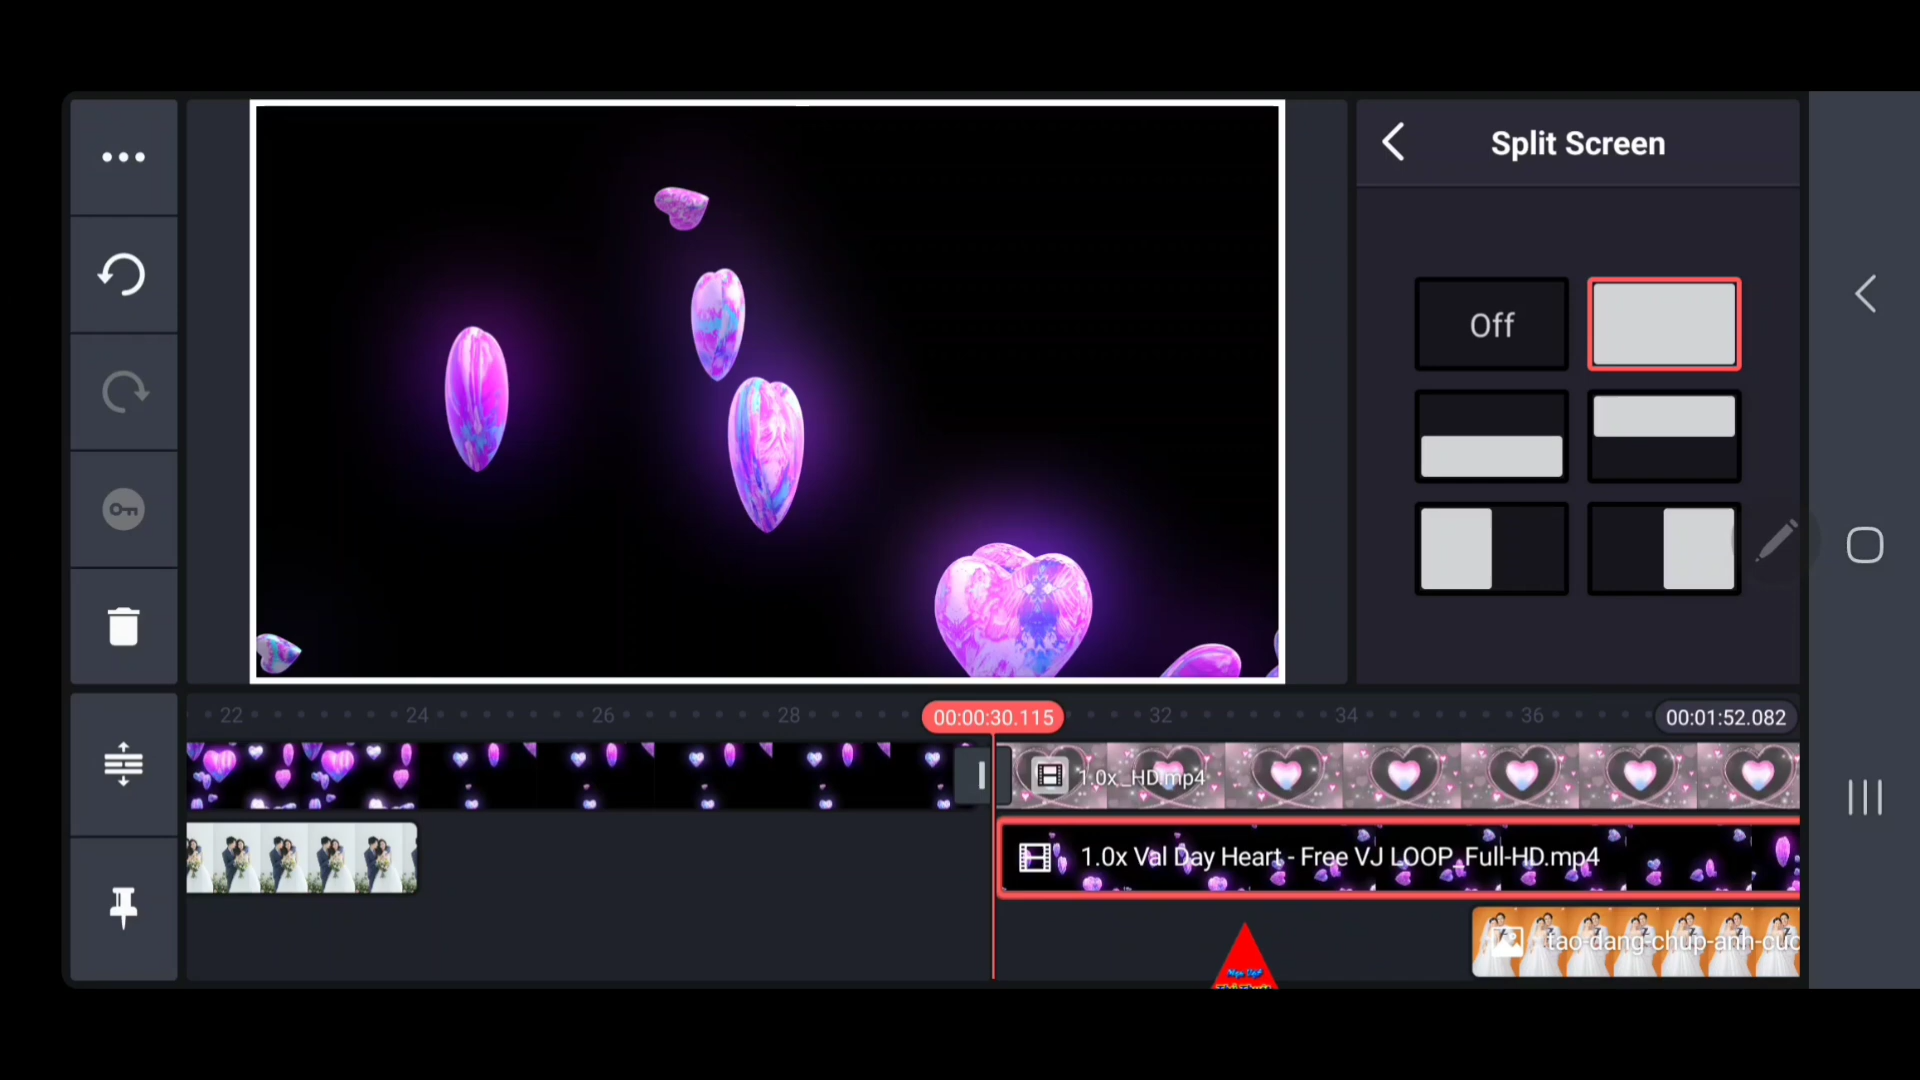 Split Screen
Off
22 24 26 28 00:00:30.115 32 34 36 00:01:52.082
1.0x_HD.mp4
1.0x Val Day Heart - Free VJ LOOP_Full-HD.mp4
tao-dang-chup-anh-cuc